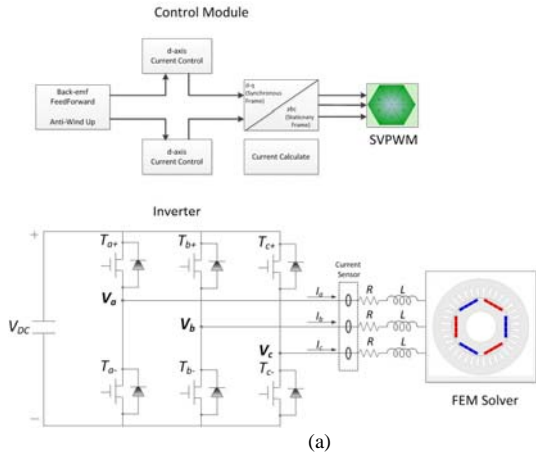 Control Module
d-axis
Current Control
Back-emf
FeedForward
Anti-Wind Up
d-axis
Current Control
d-q
(Synchronous
Frame)
abc
(Stationary
Frame)
Current Calculate
SVPWM
Inverter
+
Ta+
Tb+
Tc+
Current
Sensor
Va
Ia
R
L
VDC
Vb
Ib
R
L
Vc
Ic
R
L
Ta-
Tb-
Tc-
−
FEM Solver
(a)